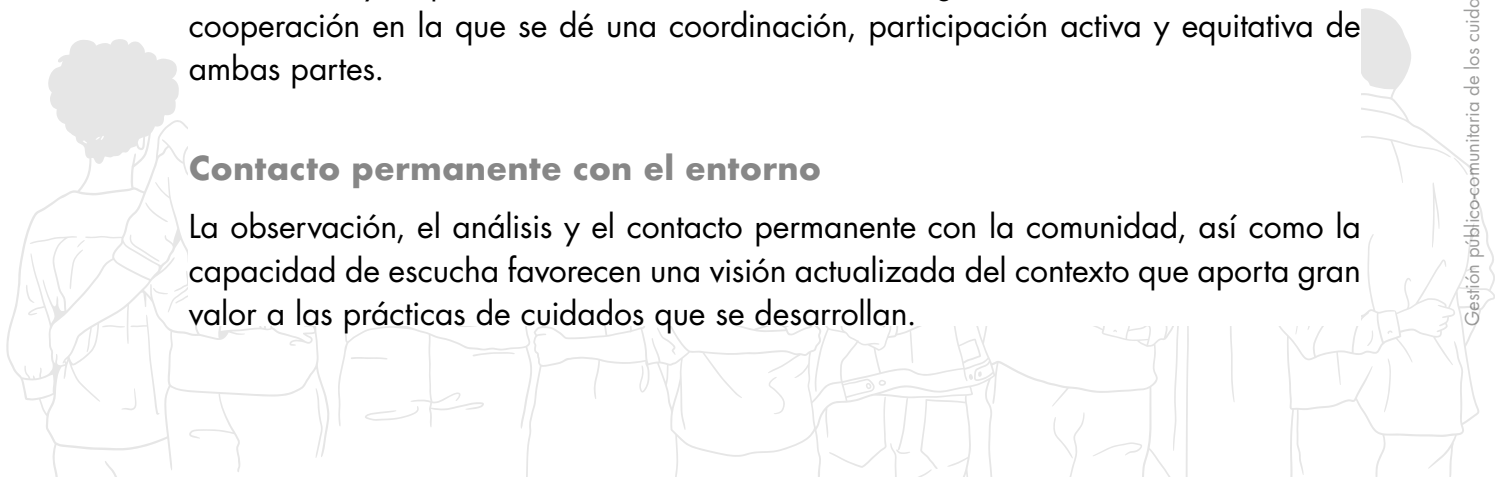 cooperación en la que se dé una coordinación, participación activa y equitativa de
ambas partes.
Contacto permanente con el entorno
La observación, el análisis y el contacto permanente con la comunidad, así como la
capacidad de escucha favorecen una visión actualizada del contexto que aporta gran
valor a las prácticas de cuidados que se desarrollan.
Gestión público-comunitaria de los